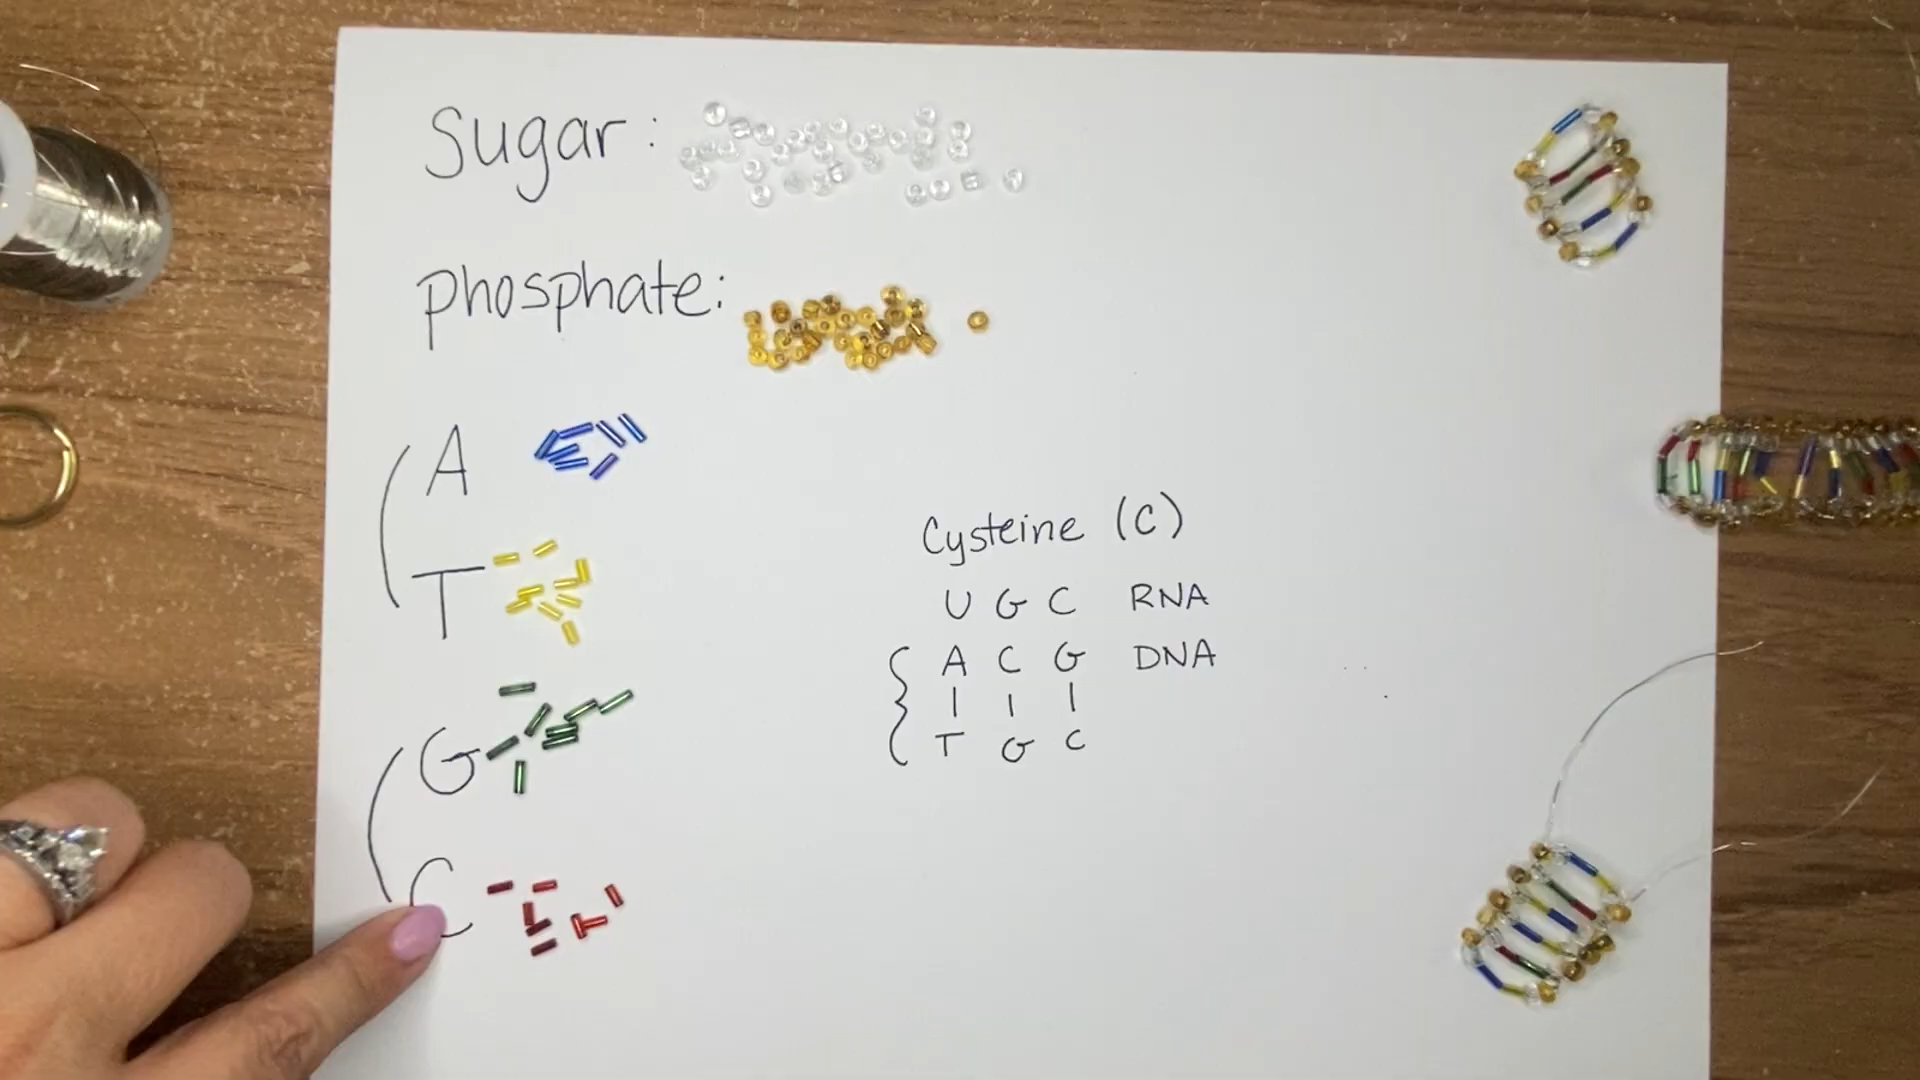 Sugar:
phosphate:
A
T
G
C
Cysteine (C)
U G C RNA
A C G DNA
T G C